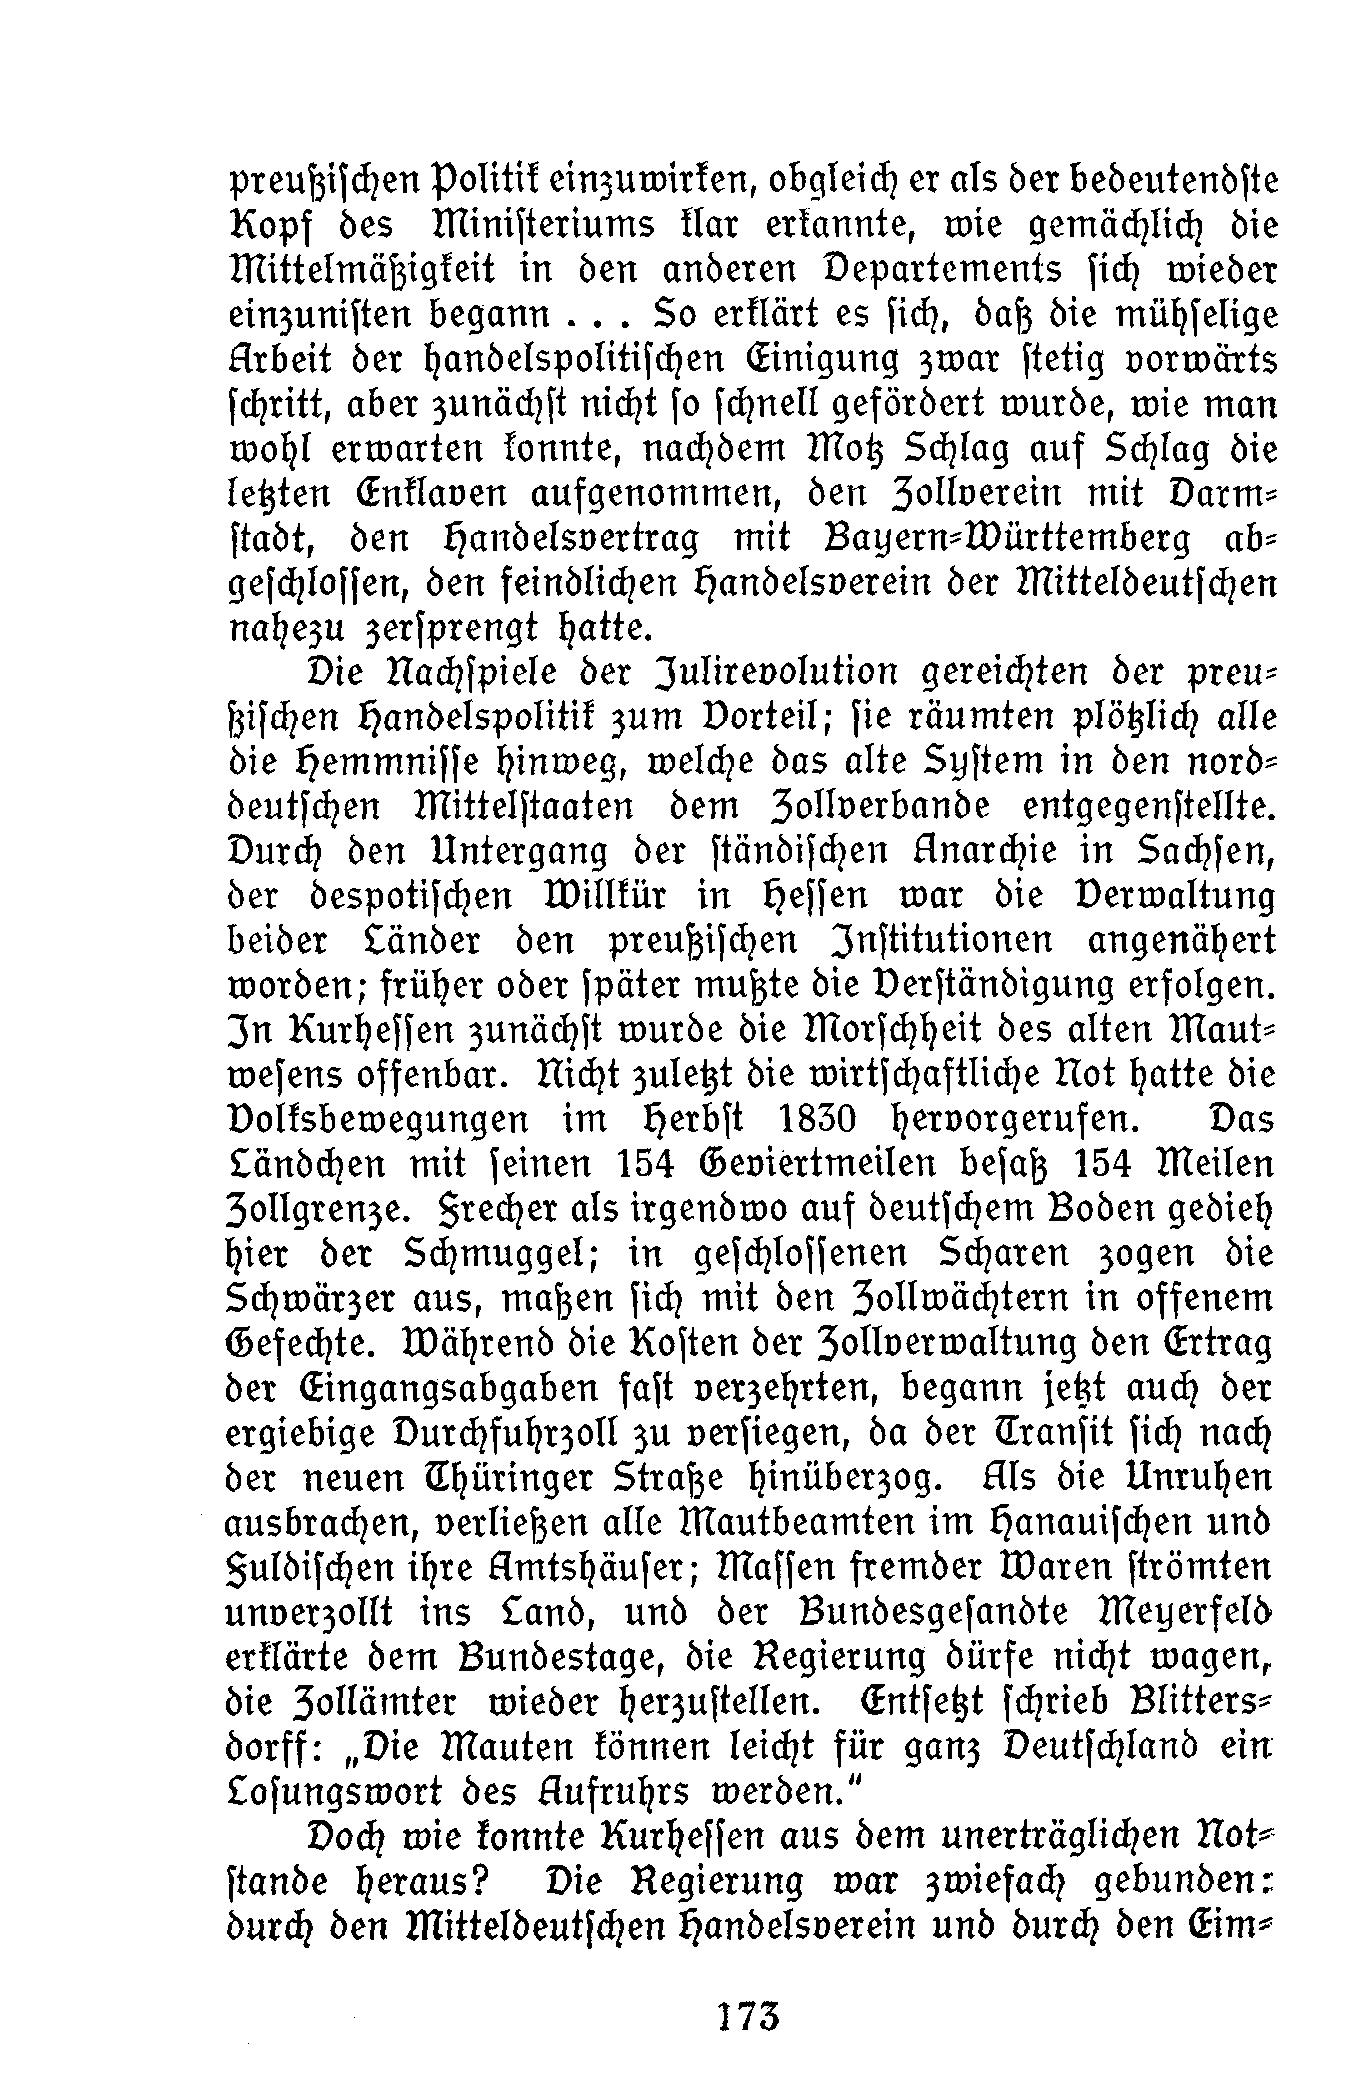 preußischen Politik einzuwirken, obgleich er als der bedeutendste
Kopf des Ministeriums klar erkannte, wie gemächlich die
Mittelmäßigkeit in den anderen Departements sich wieder
einzunisten begann . . . So erklärt es sich, daß die mühselige
Arbeit der handelspolitischen Einigung zwar stetig vorwärts
schritt, aber zunächst nicht so schnell gefördert wurde, wie man
wohl erwarten konnte, nachdem Motz Schlag auf Schlag die
letzten Enklaven aufgenommen, den Zollverein mit Darm-
stadt, den Handelsvertrag mit Bayern-Württemberg ab-
geschlossen, den feindlichen Handelsverein der Mitteldeutschen
nahezu zersprengt hatte.
Die Nachspiele der Julirevolution gereichten der preu-
ßischen Handelspolitik zum Vorteil; sie räumten plötzlich alle
die Hemmnisse hinweg, welche das alte System in den nord-
deutschen Mittelstaaten dem Zollverbande entgegenstellte.
Durch den Untergang der ständischen Anarchie in Sachsen,
der despotischen Willkür in Hessen war die Verwaltung
beider Länder den preußischen Institutionen angenähert
worden; früher oder später mußte die Verständigung erfolgen.
In Kurhessen zunächst wurde die Morschheit des alten Maut-
wesens offenbar. Nicht zuletzt die wirtschaftliche Not hatte die
Volksbewegungen im Herbst 1830 hervorgerufen. Das
Ländchen mit seinen 154 Geviertmeilen besaß 154 Meilen
Zollgrenze. Frecher als irgendwo auf deutschem Boden gedieh
hier der Schmuggel; in geschlossenen Scharen zogen die
Schwärzer aus, maßen sich mit den Zollwächtern in offenem
Gefechte. Während die Kosten der Zollverwaltung den Ertrag
der Eingangsabgaben fast verzehrten, begann jetzt auch der
ergiebige Durchfuhrzoll zu versiegen, da der Transit sich nach
der neuen Thüringer Straße hinüberzog. Als die Unruhen
ausbrachen, verließen alle Mautbeamten im Hanauischen und
Fuldischen ihre Amtshäuser; Massen fremder Waren strömten
unverzollt ins Land, und der Bundesgesandte Meyerfeld
erklärte dem Bundestage, die Regierung dürfe nicht wagen,
die Zollämter wieder herzustellen. Entsetzt schrieb Blitters-
dorff: „Die Mauten können leicht für ganz Deutschland ein
Losungswort des Aufruhrs werden."
Doch wie konnte Kurhessen aus dem unerträglichen Not-
stande heraus? Die Regierung war zwiefach gebunden:
durch den Mitteldeutschen Handelsverein und durch den Eim-
173